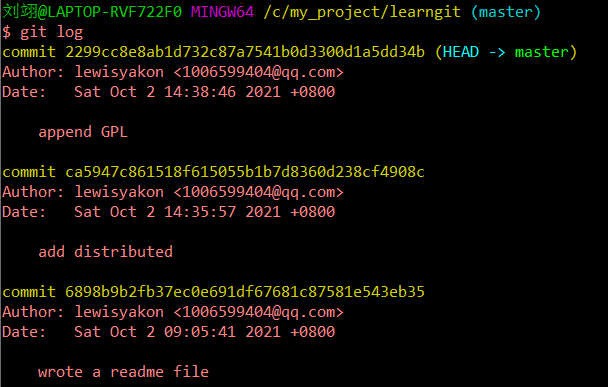 刘翊@LAPTOP-RVF722F0 MINGW64 /c/my_project/learngit (master)
$ git log
commit 2299cc8e8ab1d732c87a7541b0d3300d1a5dd34b (HEAD -> master)
Author: lewisyakon <1006599404@qq.com>
Date:   Sat Oct 2 14:38:46 2021 +0800
    append GPL
commit ca5947c861518f615055b1b7d8360d238cf4908c
Author: lewisyakon <1006599404@qq.com>
Date:   Sat Oct 2 14:35:57 2021 +0800
    add distributed
commit 6898b9b2fb37ec0e691df67681c87581e543eb35
Author: lewisyakon <1006599404@qq.com>
Date:   Sat Oct 2 09:05:41 2021 +0800
    wrote a readme file